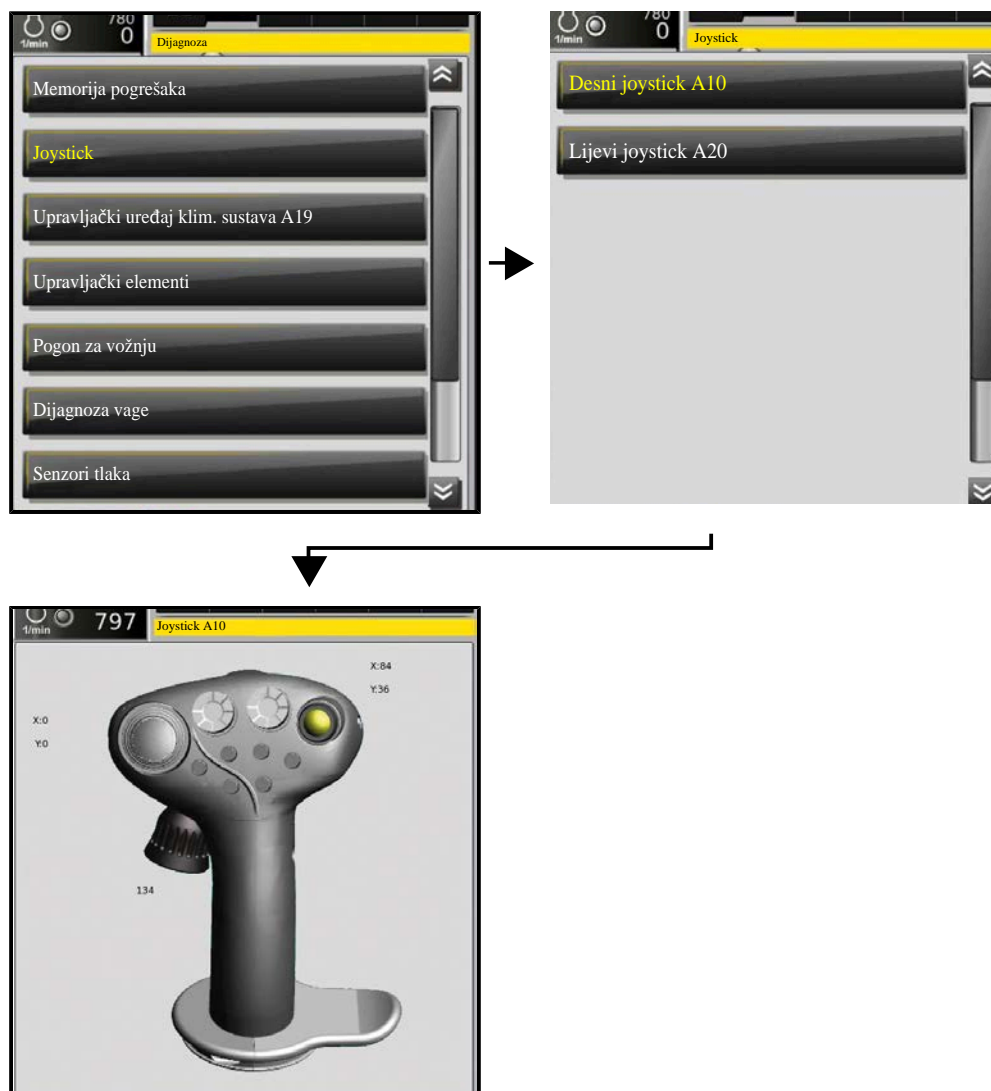 780
1/min
0
Dijagnoza
Memorija pogrešaka
Joystick
Upravljački uređaj klim. sustava A19
Upravljački elementi
Pogon za vožnju
Dijagnoza vage
Senzori tlaka
780
1/min
0
Joystick
Desni joystick A10
Lijevi joystick A20
1/min
797
Joystick A10
X:84
Y:36
X:0
Y:0
134